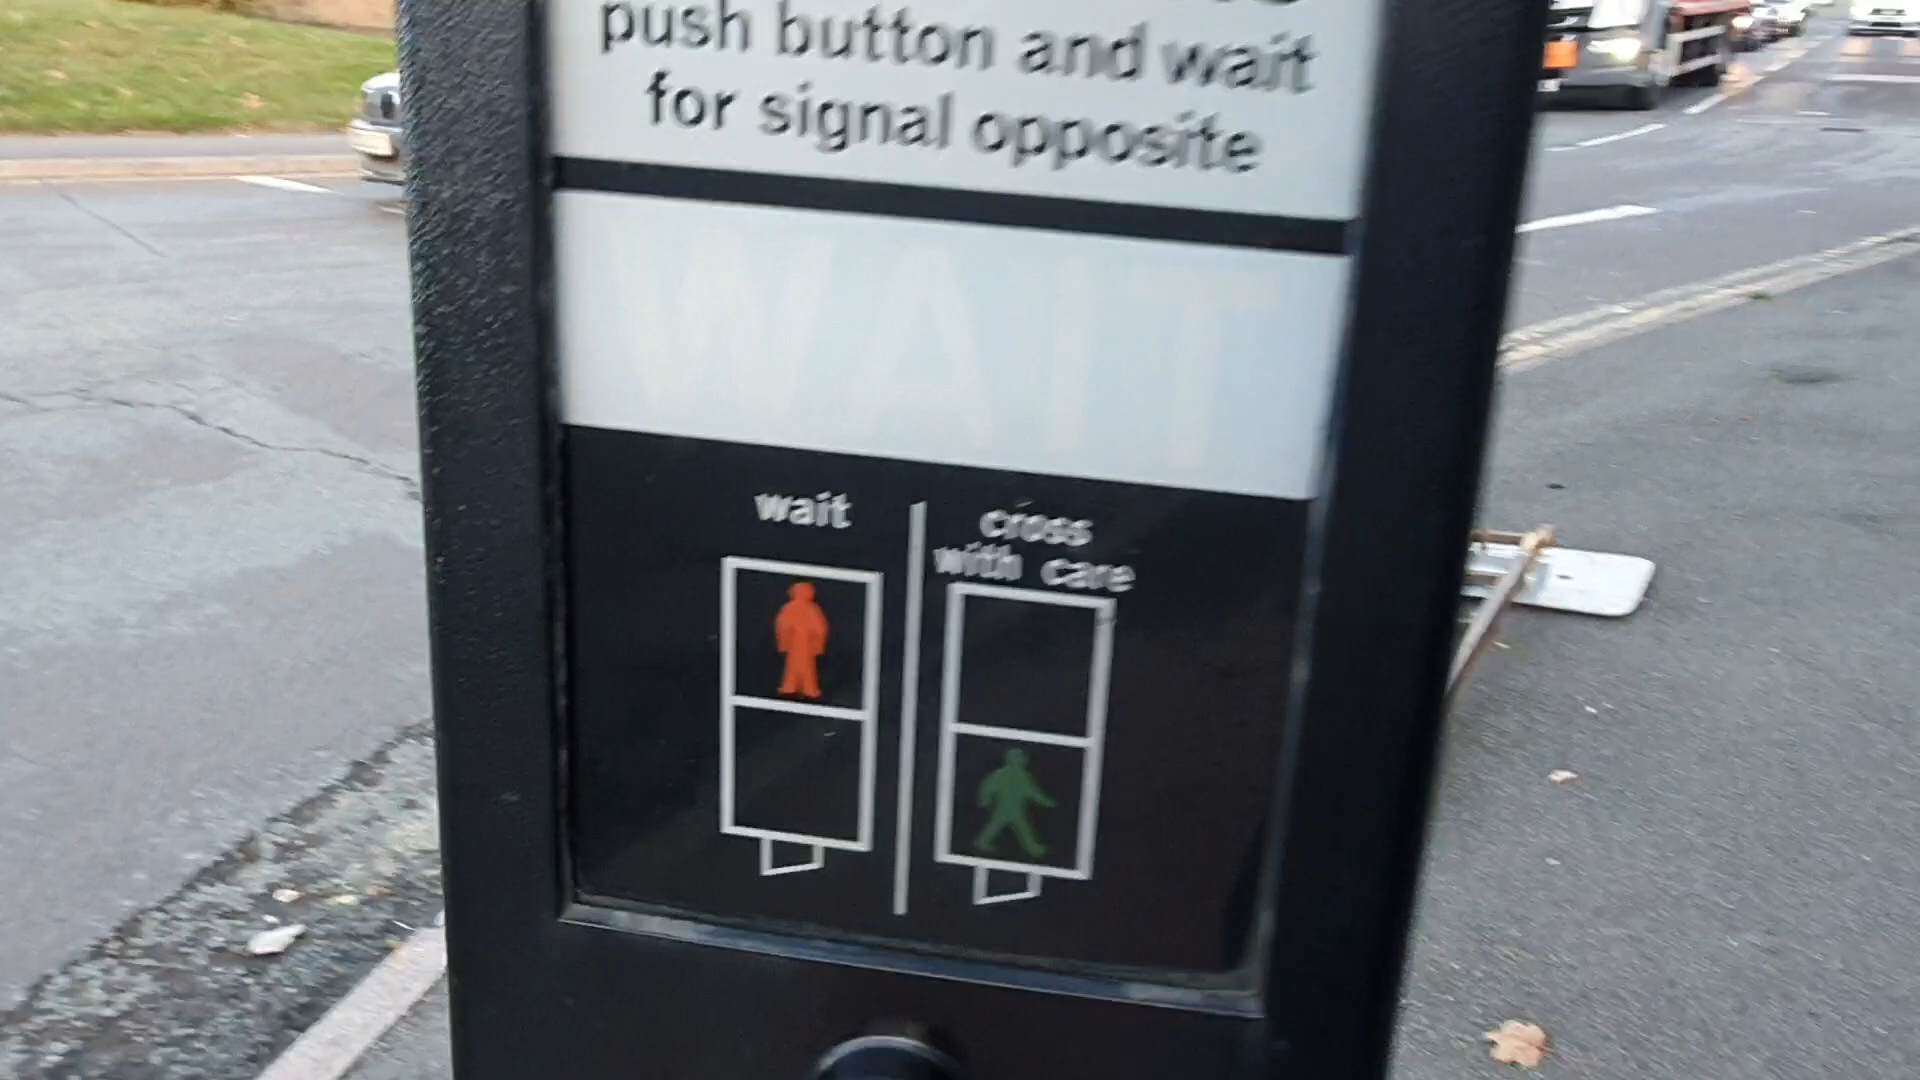 push button and wait
for signal opposite
WAIT
wait
cross
with care